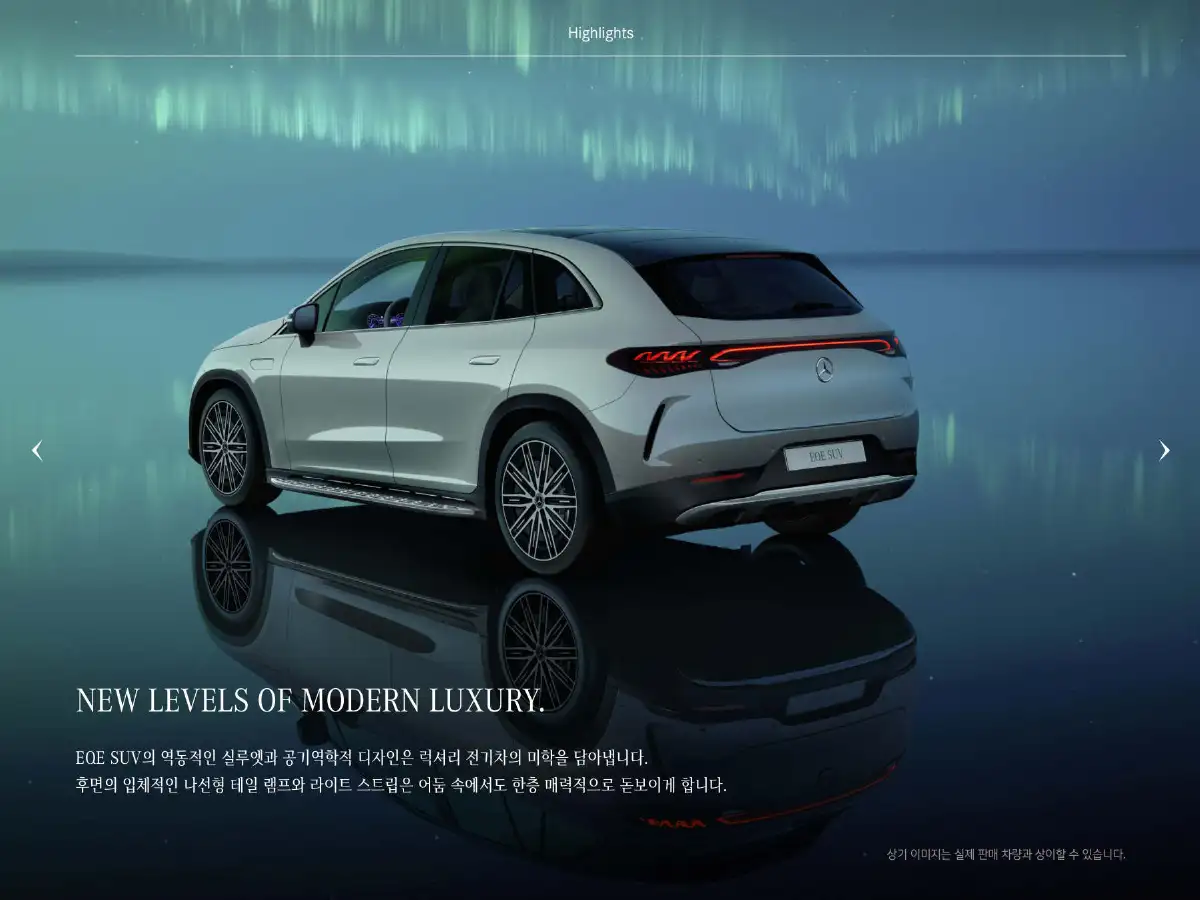 Highlights
EQE SUV
NEW LEVELS OF MODERN LUXURY.
EQE SUV의 역동적인 실루엣과 공기역학적 디자인은 럭셔리 전기차의 미학을 담아냅니다.
후면의 입체적인 나선형 테일 램프와 라이트 스트립은 어둠 속에서도 한층 매력적으로 돋보이게 합니다.
상기 이미지는 실제 판매 차량과 상이할 수 있습니다.